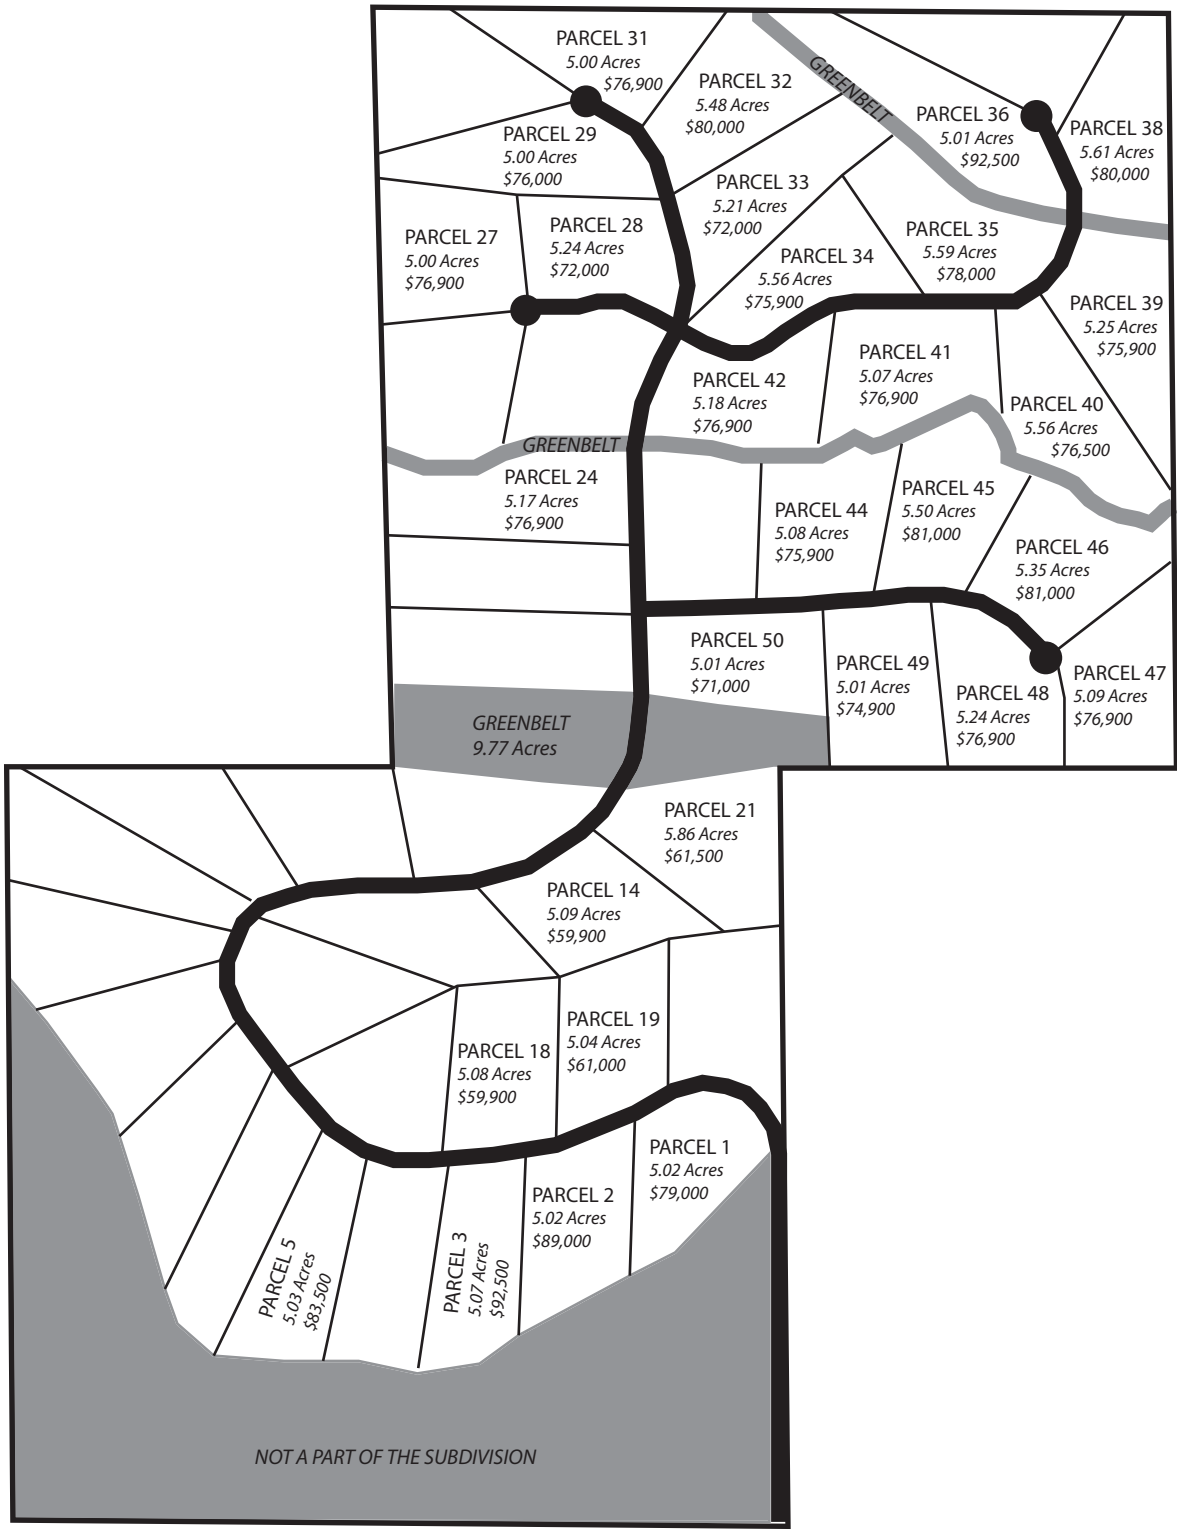 PARCEL 31
5.00 Acres
$76,900
PARCEL 32
5.48 Acres
$80,000
GREENBELT
PARCEL 36
5.01 Acres
$92,500
PARCEL 38
5.61 Acres
$80,000
PARCEL 29
5.00 Acres
$76,000
PARCEL 33
5.21 Acres
$72,000
PARCEL 27
5.00 Acres
$76,900
PARCEL 28
5.24 Acres
$72,000
PARCEL 34
5.56 Acres
$75,900
PARCEL 35
5.59 Acres
$78,000
PARCEL 39
5.25 Acres
$75,900
PARCEL 42
5.18 Acres
$76,900
PARCEL 41
5.07 Acres
$76,900
PARCEL 40
5.56 Acres
$76,500
GREENBELT
PARCEL 24
5.17 Acres
$76,900
PARCEL 44
5.08 Acres
$75,900
PARCEL 45
5.50 Acres
$81,000
PARCEL 46
5.35 Acres
$81,000
PARCEL 50
5.01 Acres
$71,000
PARCEL 49
5.01 Acres
$74,900
PARCEL 48
5.24 Acres
$76,900
PARCEL 47
5.09 Acres
$76,900
GREENBELT
9.77 Acres
PARCEL 21
5.86 Acres
$61,500
PARCEL 14
5.09 Acres
$59,900
PARCEL 18
5.08 Acres
$59,900
PARCEL 19
5.04 Acres
$61,000
PARCEL 1
5.02 Acres
$79,000
PARCEL 2
5.02 Acres
$89,000
PARCEL 3
5.07 Acres
$92,500
PARCEL 5
5.03 Acres
$83,500
NOT A PART OF THE SUBDIVISION